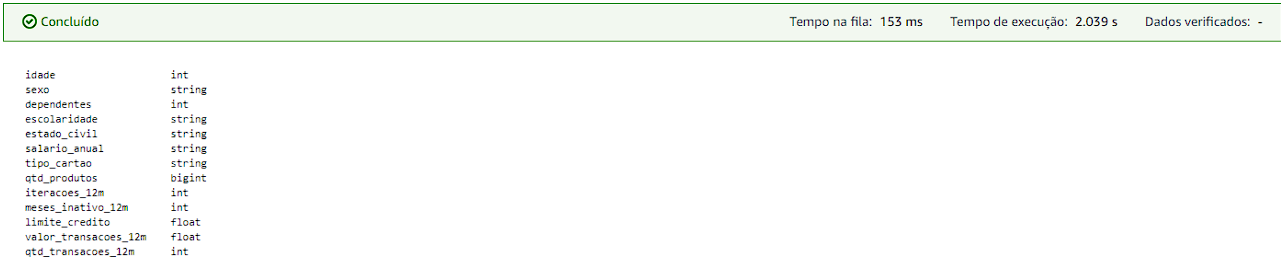 Concluído Tempo na fila: 153 ms Tempo de execução: 2.039 s Dados verificados: -
idade int
sexo string
dependentes int
escolaridade string
estado_civil string
salario_anual string
tipo_cartao string
qtd_produtos bigint
iteracoes_12m int
meses_inativo_12m int
limite_credito float
valor_transacoes_12m float
qtd_transacoes_12m int